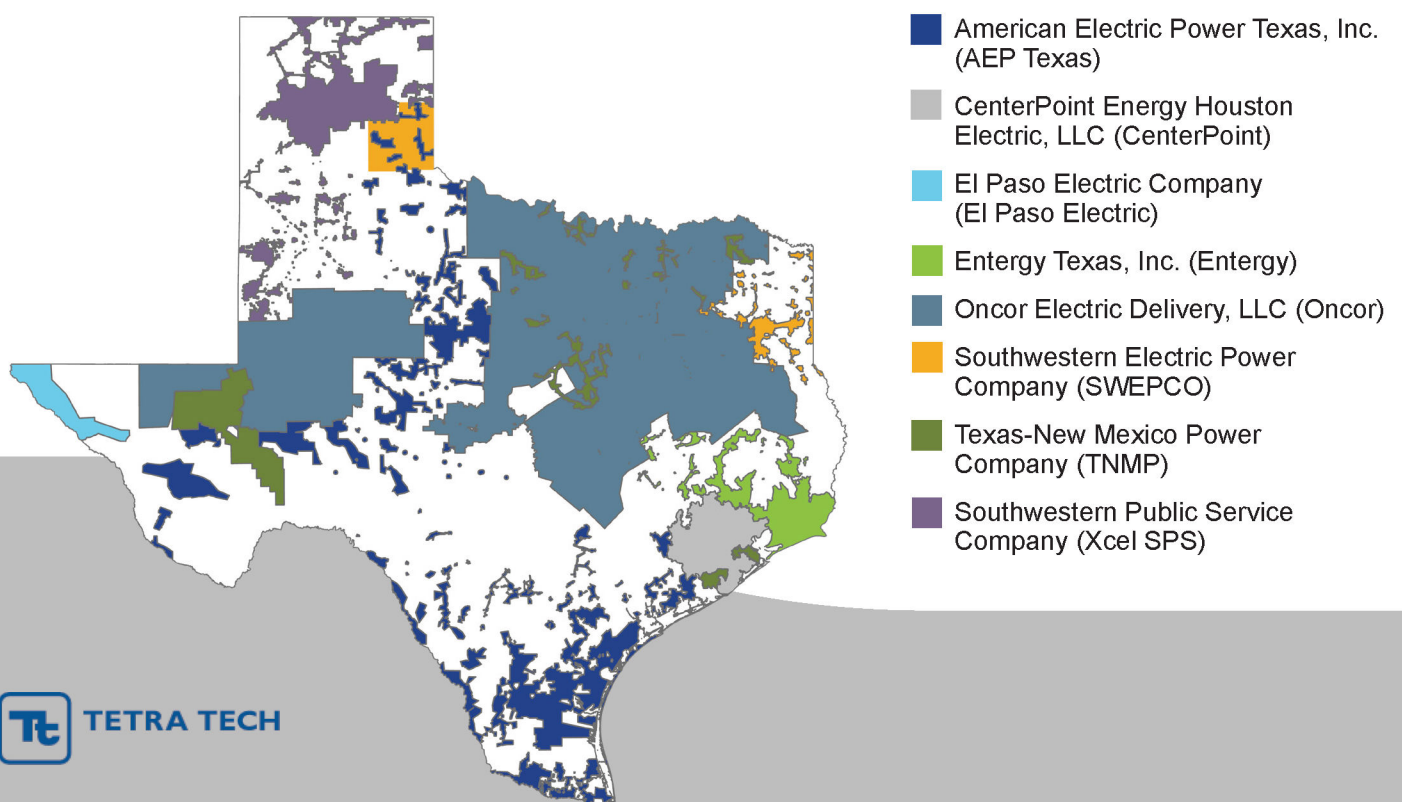 American Electric Power Texas, Inc.
(AEP Texas)
CenterPoint Energy Houston
Electric, LLC (CenterPoint)
El Paso Electric Company
(El Paso Electric)
Entergy Texas, Inc. (Entergy)
Oncor Electric Delivery, LLC (Oncor)
Southwestern Electric Power
Company (SWEPCO)
Texas-New Mexico Power
Company (TNMP)
Southwestern Public Service
Company (Xcel SPS)
Tt TETRA TECH